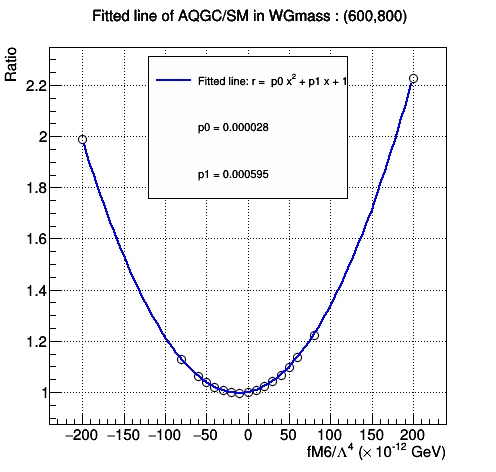 Fitted line of AQGC/SM in WGmass : (600,800)
Ratio
Fitted line: r = p0 x² + p1 x + 1
p0 = 0.000028
p1 = 0.000595
2.2
2
1.8
1.6
1.4
1.2
1
−200 −150 −100 −50 0 50 100 150 200
fM6/Λ⁴ (× 10⁻¹² GeV)